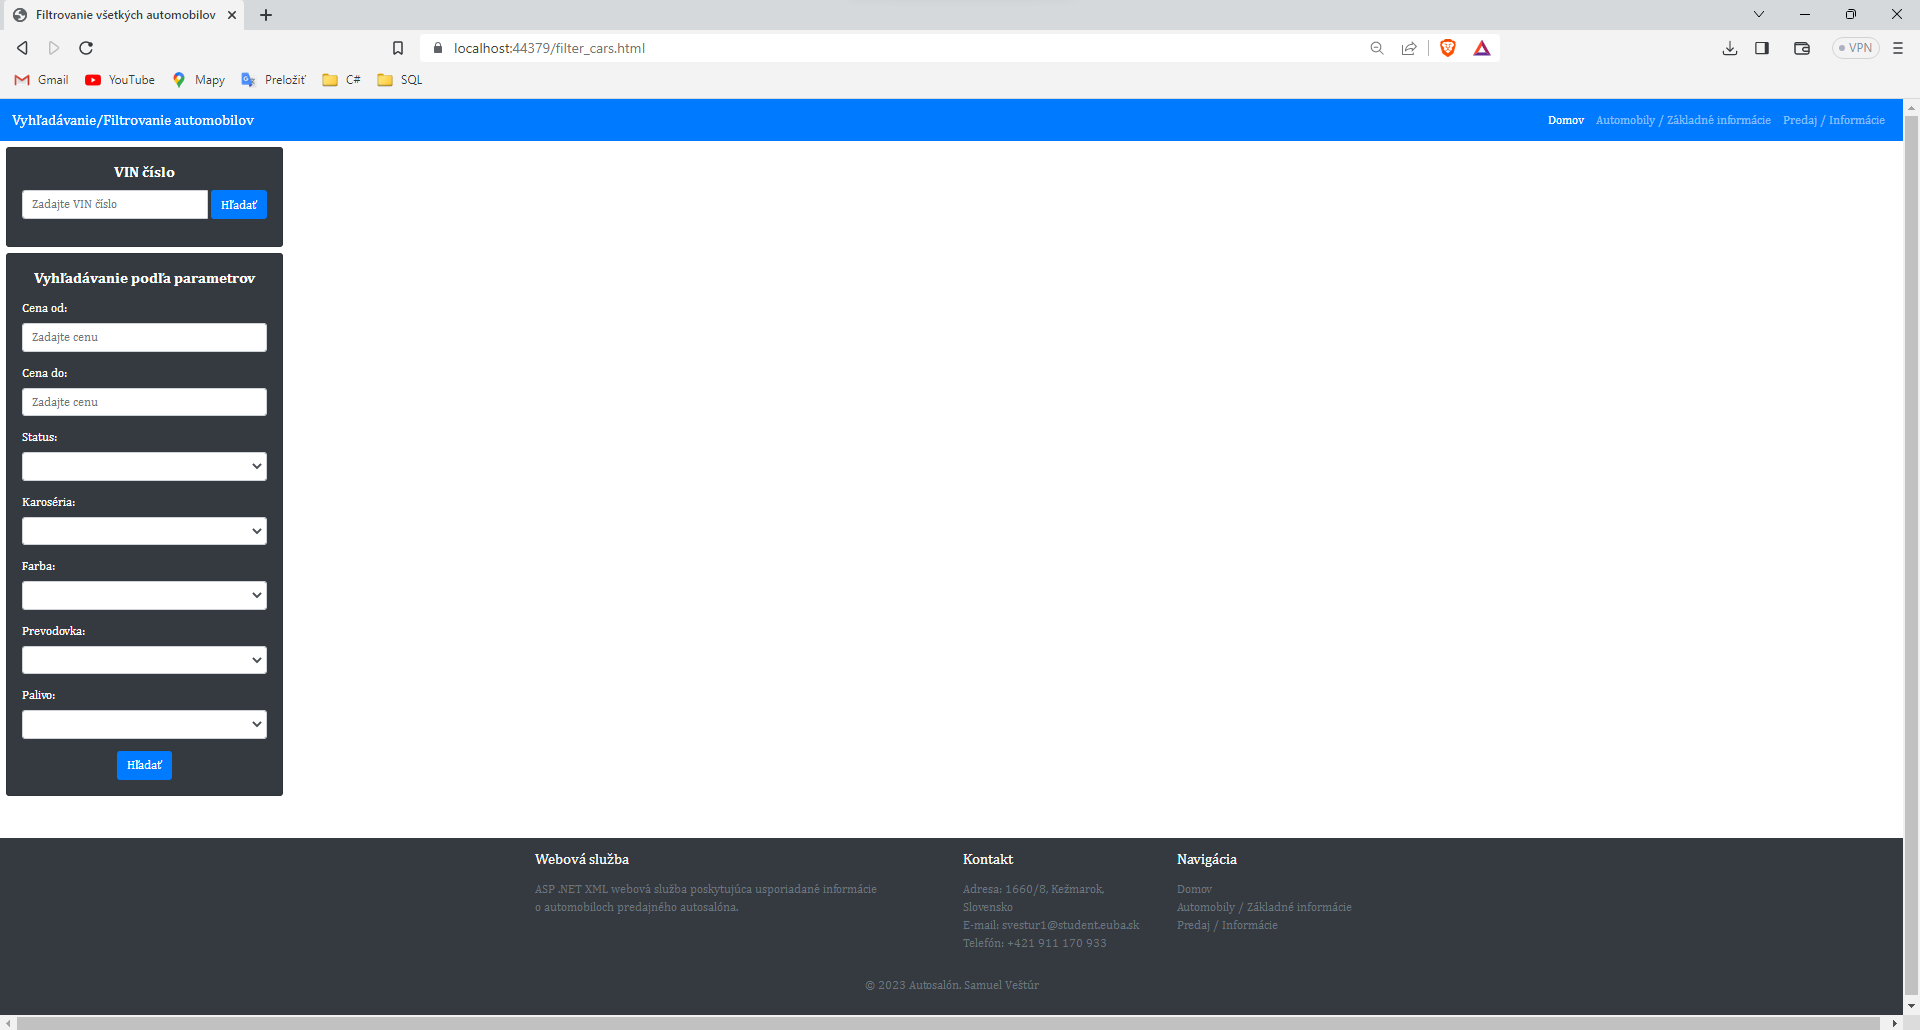 Filtrovanie všetkých automobilov
localhost:44379/filter_cars.html
VPN
Gmail YouTube Mapy Preložiť C# SQL
Vyhľadávanie/Filtrovanie automobilov
Domov Automobily / Základné informácie Predaj / Informácie
VIN číslo
Zadajte VIN číslo Hľadať
Vyhľadávanie podľa parametrov
Cena od:
Zadajte cenu
Cena do:
Zadajte cenu
Status:
Karoséria:
Farba:
Prevodovka:
Palivo:
Hľadať
Webová služba
ASP .NET XML webová služba poskytujúca usporiadané informácie
o automobiloch predajného autosalóna.
Kontakt
Adresa: 1660/8, Kežmarok,
Slovensko
E-mail: svestur1@student.euba.sk
Telefón: +421 911 170 933
Navigácia
Domov
Automobily / Základné informácie
Predaj / Informácie
© 2023 Autosalón. Samuel Veštúr